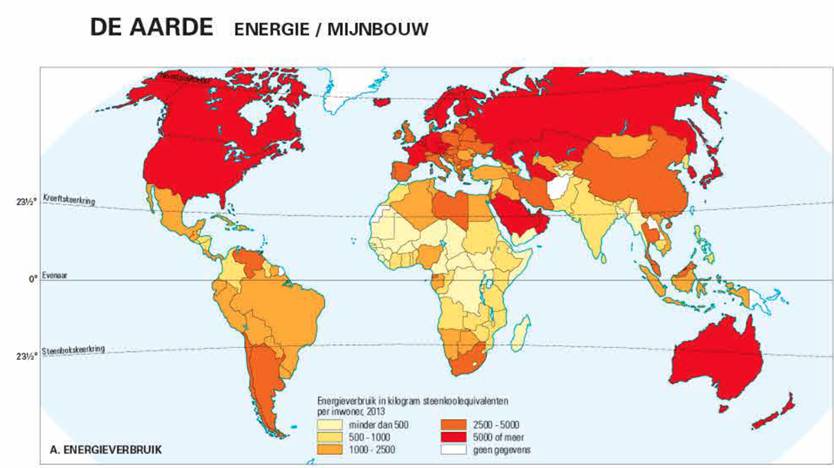 DE AARDE ENERGIE / MIJNBOUW
23½° Kreeftskeerkring
0° Evenaar
23½° Steenbokskeerkring
Energieverbruik in kilogram steenkoolequivalenten
per inwoner, 2013
minder dan 500
500 - 1000
1000 - 2500
2500 - 5000
5000 of meer
geen gegevens
A. ENERGIEVERBRUIK